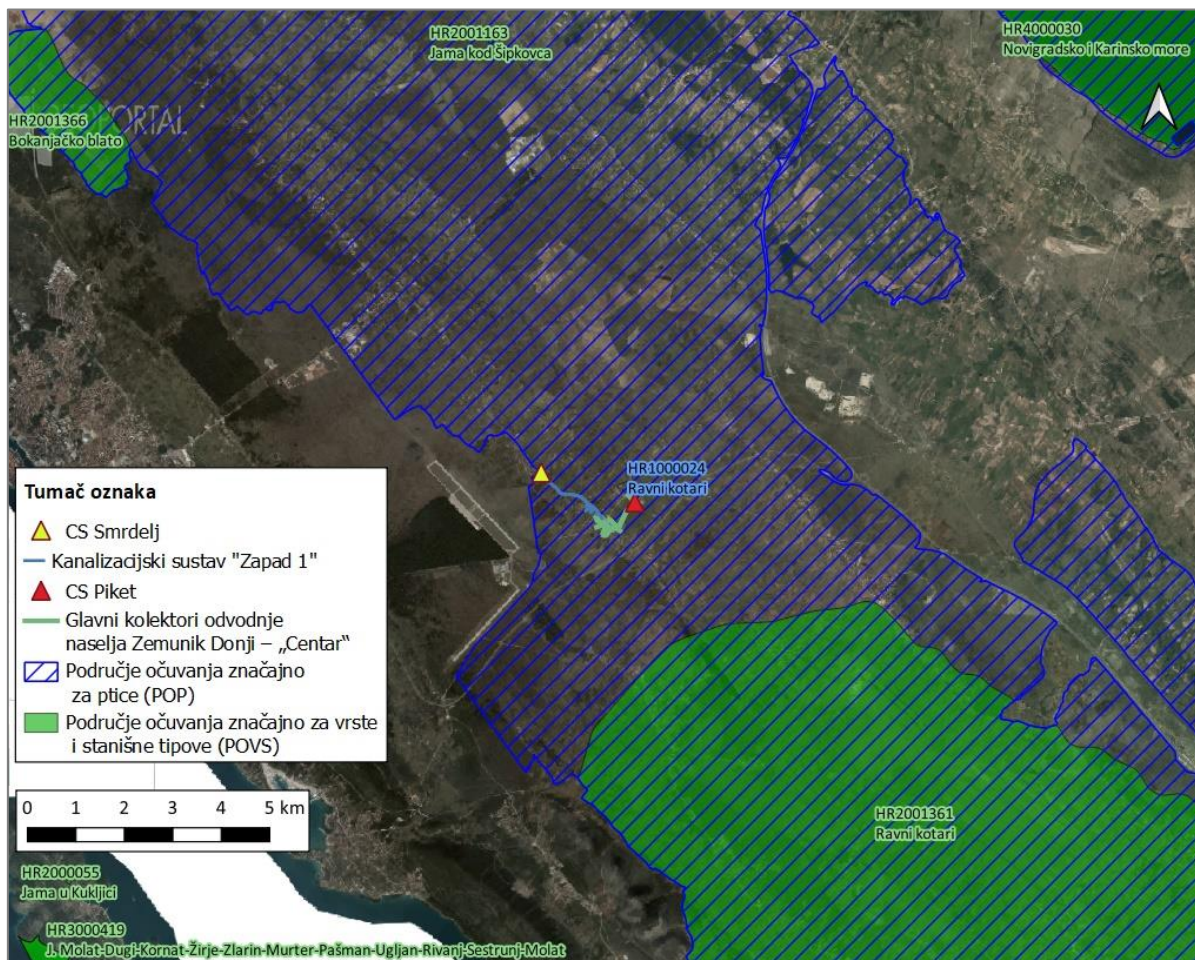 HR2001163
Jama kod Šipkovca
HR4000030
Novigradsko i Karinsko more
HR2001366
Bokanjačko blato
HR1000024
Ravni kotari
Tumač oznaka
CS Smrdelj
Kanalizacijski sustav "Zapad 1"
CS Piket
Glavni kolektori odvodnje
naselja Zemunik Donji – „Centar“
Područje očuvanja značajno
za ptice (POP)
Područje očuvanja značajno za vrste
i stanišne tipove (POVS)
0 1 2 3 4 5 km
HR2001361
Ravni kotari
HR2000055
Jama u Kukljici
HR3000419
J. Molat-Dugi-Kornat-Žirje-Zlarin-Murter-Pašman-Ugljan-Rivanj-Sestrunj-Molat